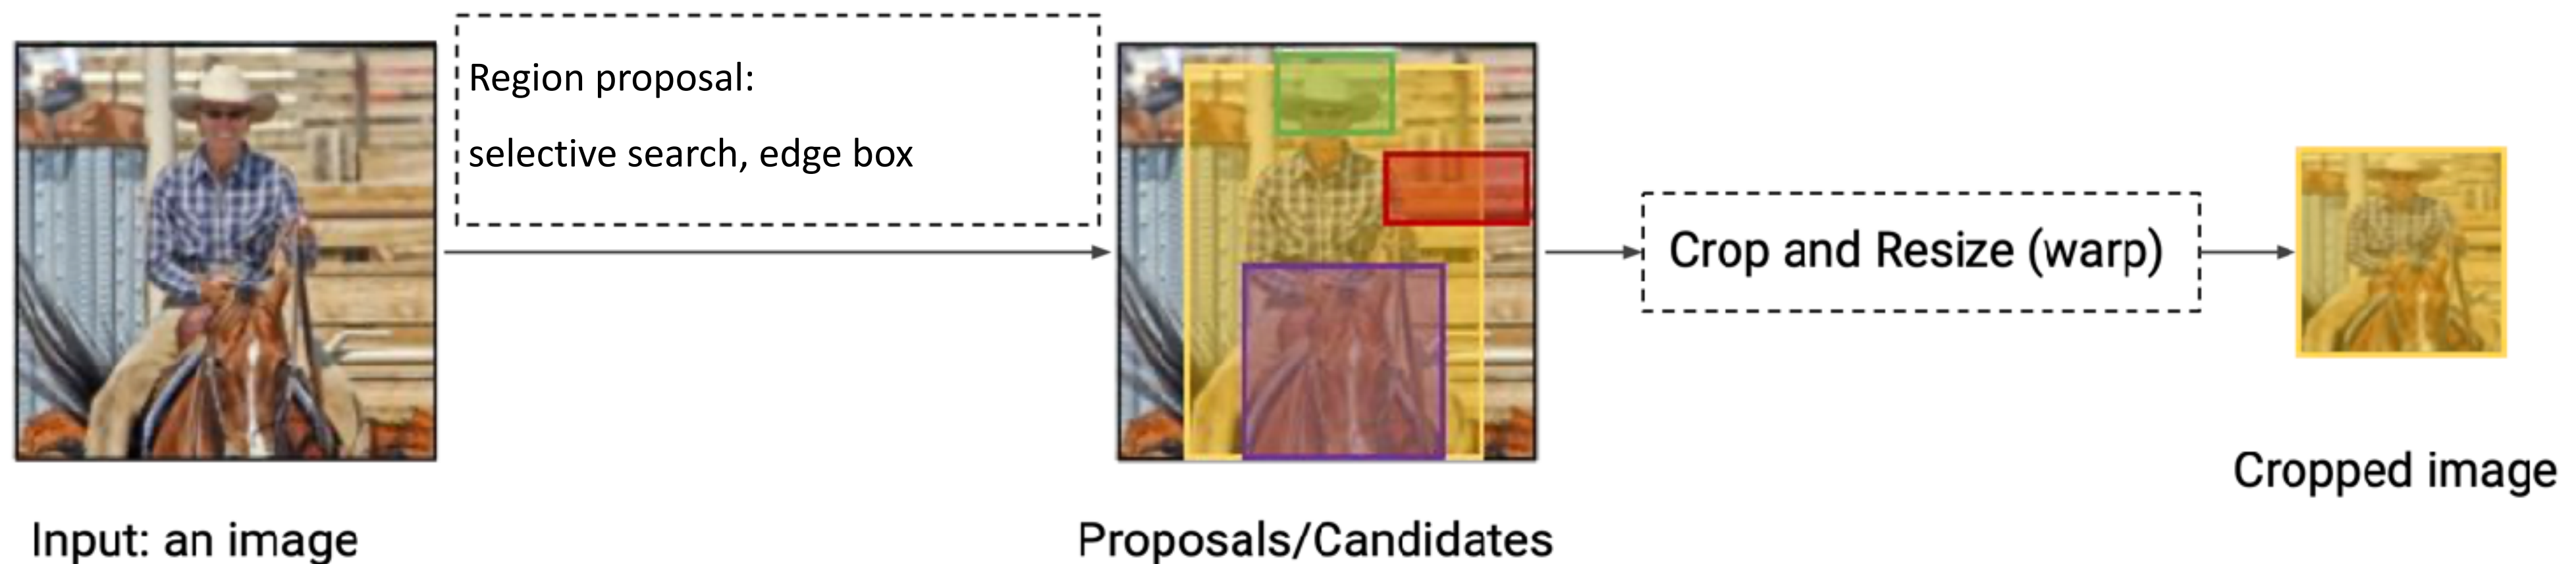 Region proposal:
selective search, edge box
Crop and Resize (warp)
Cropped image
Input: an image
Proposals/Candidates